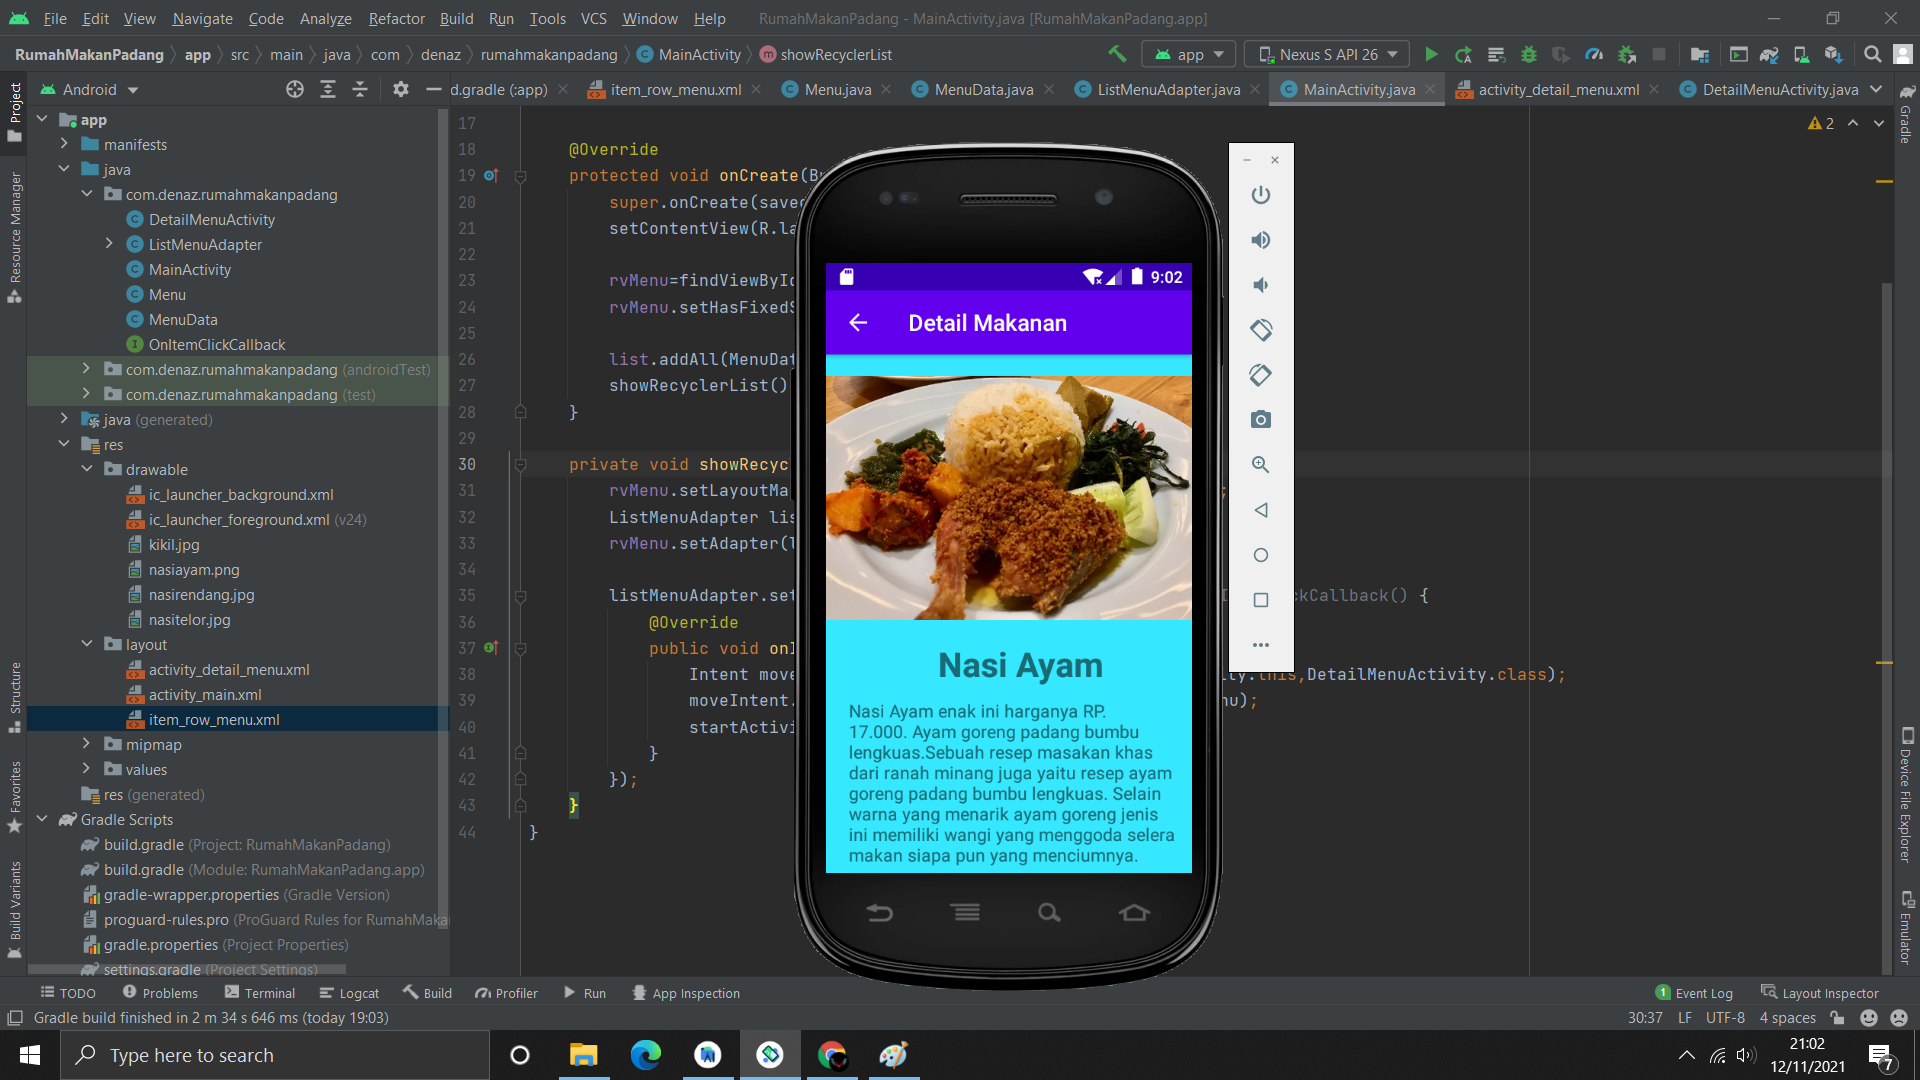 File Edit View Navigate Code Analyze Refactor Build Run Tools VCS Window Help RumahMakanPadang - MainActivity.java [RumahMakanPadang.app]
RumahMakanPadang app src main java com denaz rumahmakanpadang MainActivity showRecyclerList app Nexus S API 26
Android d.gradle (:app) item_row_menu.xml Menu.java MenuData.java ListMenuAdapter.java MainActivity.java activity_detail_menu.xml DetailMenuActivity.java
Project
Resource Manager
Structure
Favorites
Build Variants
app
manifests
java
com.denaz.rumahmakanpadang
DetailMenuActivity
ListMenuAdapter
MainActivity
Menu
MenuData
OnItemClickCallback
com.denaz.rumahmakanpadang (androidTest)
com.denaz.rumahmakanpadang (test)
java (generated)
res
drawable
ic_launcher_background.xml
ic_launcher_foreground.xml (v24)
kikil.jpg
nasiayam.png
nasirendang.jpg
nasitelor.jpg
layout
activity_detail_menu.xml
activity_main.xml
item_row_menu.xml
mipmap
values
res (generated)
Gradle Scripts
build.gradle (Project: RumahMakanPadang)
build.gradle (Module: RumahMakanPadang.app)
gradle-wrapper.properties (Gradle Version)
proguard-rules.pro (ProGuard Rules for RumahMaka
gradle.properties (Project Properties)
settings.gradle (Project Settings)
17
18 @Override
19 protected void onCreate(B
20 super.onCreate(save
21 setContentView(R.la
22
23 rvMenu=findViewById
24 rvMenu.setHasFixedS
25
26 list.addAll(MenuDat
27 showRecyclerList()
28 }
29
30 private void showRecyc
31 rvMenu.setLayoutMa ;
32 ListMenuAdapter lis
33 rvMenu.setAdapter(l
34
35 listMenuAdapter.set ckCallback() {
36 @Override
37 public void onI
38 Intent move ty.this,DetailMenuActivity.class);
39 moveIntent. nu);
40 startActivi
41 }
42 });
43 }
44 }
2
9:02
Detail Makanan
Nasi Ayam
Nasi Ayam enak ini harganya RP.
17.000. Ayam goreng padang bumbu
lengkuas.Sebuah resep masakan khas
dari ranah minang juga yaitu resep ayam
goreng padang bumbu lengkuas. Selain
warna yang menarik ayam goreng jenis
ini memiliki wangi yang menggoda selera
makan siapa pun yang menciumnya.
Gradle
Device File Explorer
Emulator
TODO Problems Terminal Logcat Build Profiler Run App Inspection 1 Event Log Layout Inspector
Gradle build finished in 2 m 34 s 646 ms (today 19:03) 30:37 LF UTF-8 4 spaces
Type here to search
21:02
12/11/2021
7